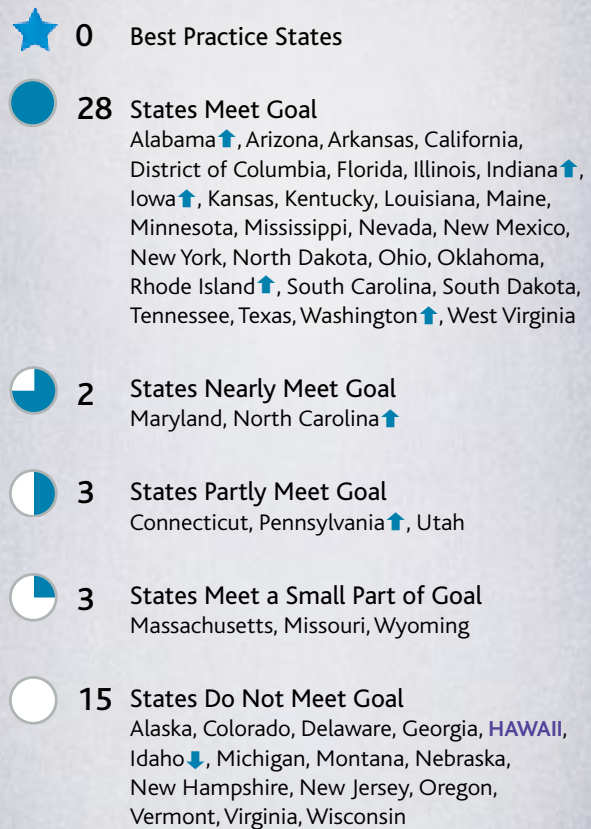 0 Best Practice States
28 States Meet Goal
Alabama⬆, Arizona, Arkansas, California,
District of Columbia, Florida, Illinois, Indiana⬆,
Iowa⬆, Kansas, Kentucky, Louisiana, Maine,
Minnesota, Mississippi, Nevada, New Mexico,
New York, North Dakota, Ohio, Oklahoma,
Rhode Island⬆, South Carolina, South Dakota,
Tennessee, Texas, Washington⬆, West Virginia
2 States Nearly Meet Goal
Maryland, North Carolina⬆
3 States Partly Meet Goal
Connecticut, Pennsylvania⬆, Utah
3 States Meet a Small Part of Goal
Massachusetts, Missouri, Wyoming
15 States Do Not Meet Goal
Alaska, Colorado, Delaware, Georgia, HAWAII,
Idaho⬇, Michigan, Montana, Nebraska,
New Hampshire, New Jersey, Oregon,
Vermont, Virginia, Wisconsin